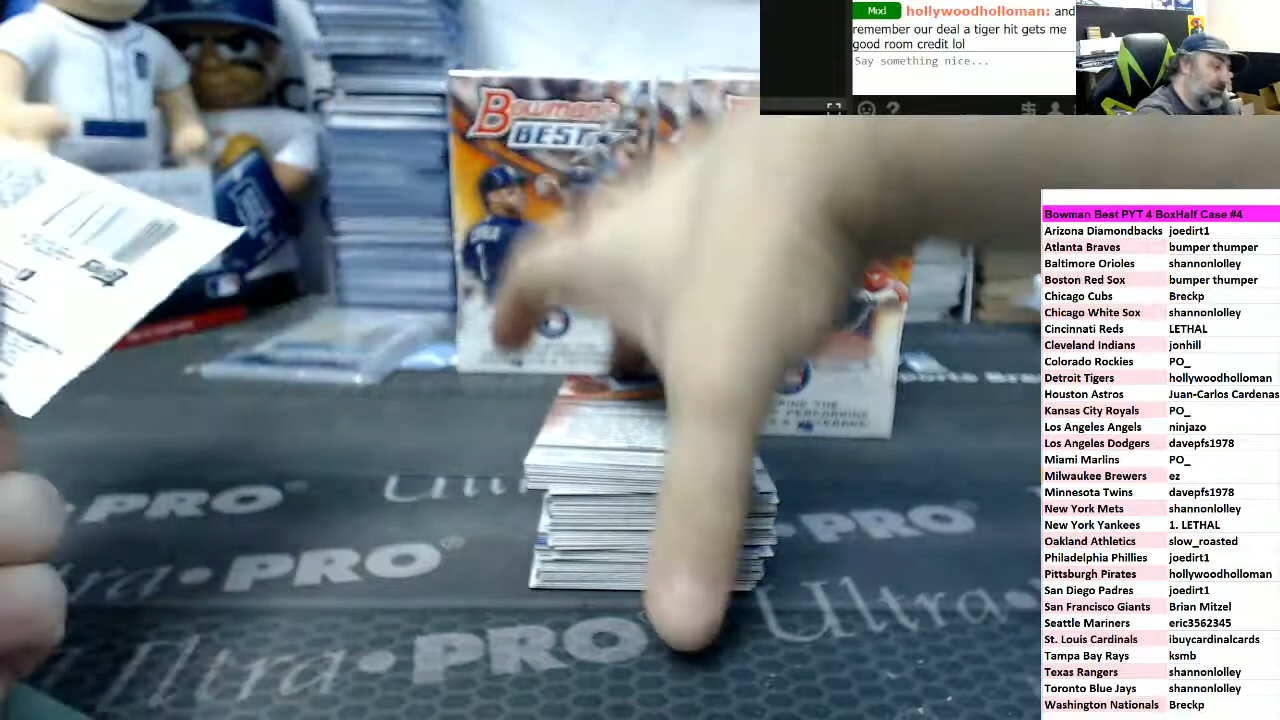 Mod hollywoodholloman: and
remember our deal a tiger hit gets me
good room credit lol
Say something nice...
Bowman's
BEST
Bowman Best PYT 4 BoxHalf Case #4
Arizona Diamondbacks joedirt1
Atlanta Braves bumper thumper
Baltimore Orioles shannonlolley
Boston Red Sox bumper thumper
Chicago Cubs Breckp
Chicago White Sox shannonlolley
Cincinnati Reds LETHAL
Cleveland Indians jonhill
Colorado Rockies PO_
Detroit Tigers hollywoodholloman
Houston Astros Juan-Carlos Cardenas
Kansas City Royals PO_
Los Angeles Angels ninjazo
Los Angeles Dodgers davepfs1978
Miami Marlins PO_
Milwaukee Brewers ez
Minnesota Twins davepfs1978
New York Mets shannonlolley
New York Yankees 1. LETHAL
Oakland Athletics slow_roasted
Philadelphia Phillies joedirt1
Pittsburgh Pirates hollywoodholloman
San Diego Padres joedirt1
San Francisco Giants Brian Mitzel
Seattle Mariners eric3562345
St. Louis Cardinals ibuycardinalcards
Tampa Bay Rays ksmb
Texas Rangers shannonlolley
Toronto Blue Jays shannonlolley
Washington Nationals Breckp
PRO
Ultra PRO
PRO
Ultra PRO Ultra